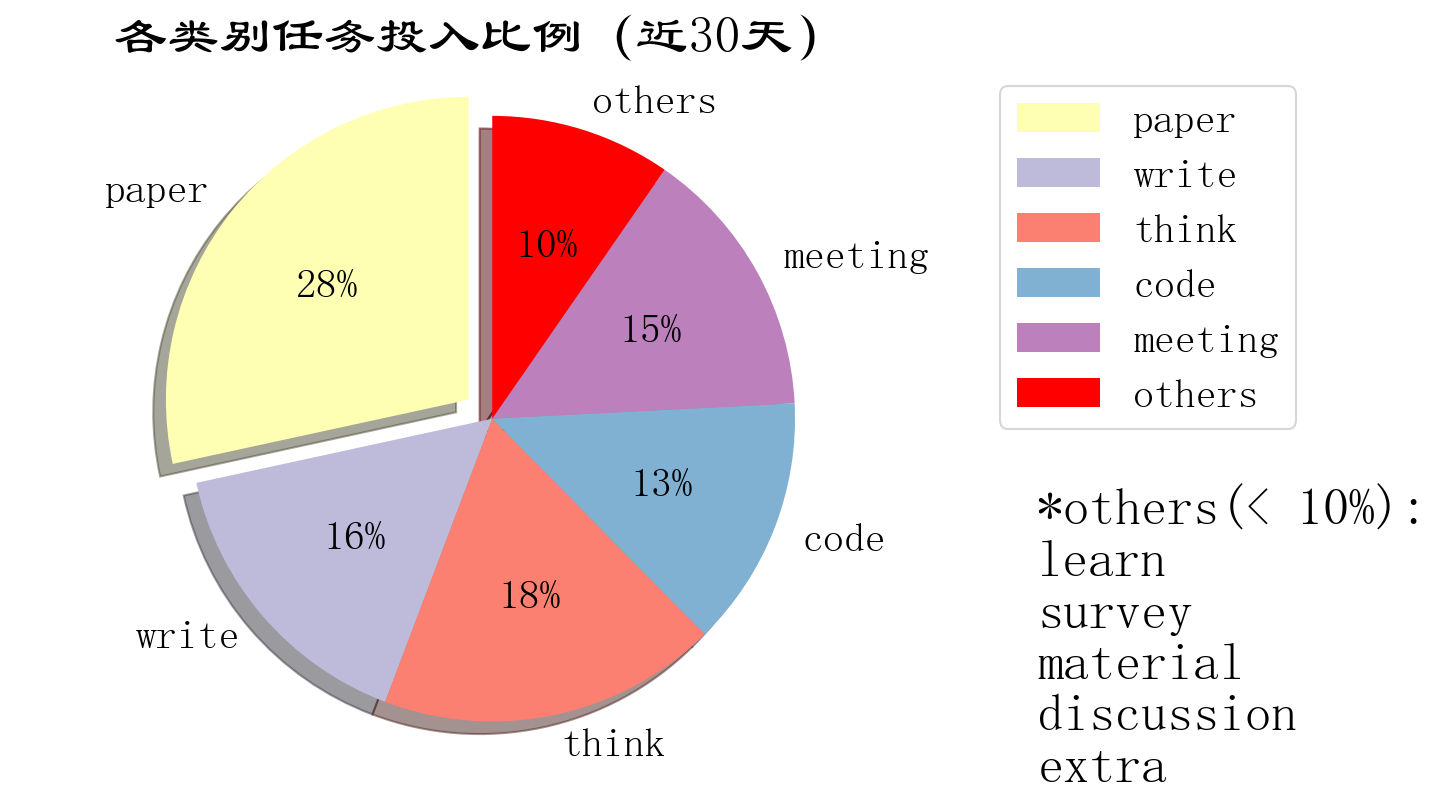 各类别任务投入比例 (近30天)
others
paper
meeting
10%
28%
15%
13%
16%
code
18%
write
think
paper
write
think
code
meeting
others
*others(< 10%):
learn
survey
material
discussion
extra